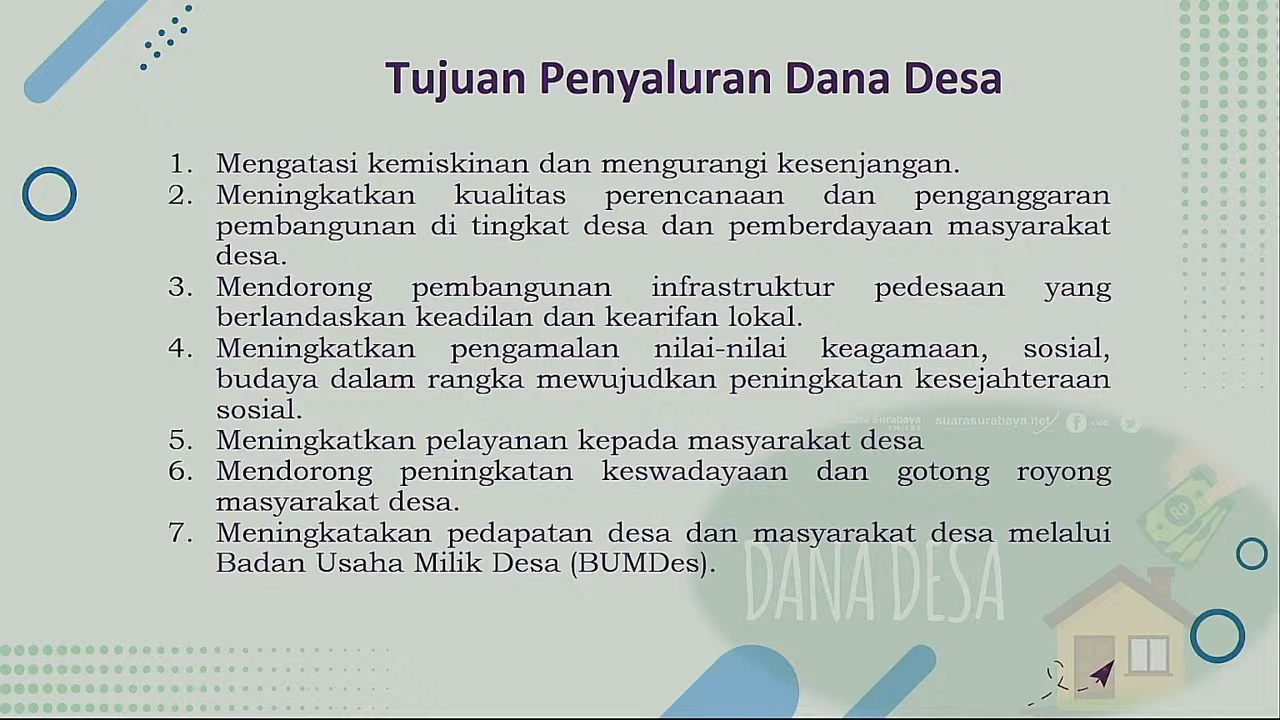 Tujuan Penyaluran Dana Desa
1. Mengatasi kemiskinan dan mengurangi kesenjangan.
2. Meningkatkan kualitas perencanaan dan penganggaran
pembangunan di tingkat desa dan pemberdayaan masyarakat
desa.
3. Mendorong pembangunan infrastruktur pedesaan yang
berlandaskan keadilan dan kearifan lokal.
4. Meningkatkan pengamalan nilai-nilai keagamaan, sosial,
budaya dalam rangka mewujudkan peningkatan kesejahteraan
sosial.
suarasurabaya.net
5. Meningkatkan pelayanan kepada masyarakat desa
6. Mendorong peningkatan keswadayaan dan gotong royong
masyarakat desa.
7. Meningkatakan pedapatan desa dan masyarakat desa melalui
Badan Usaha Milik Desa (BUMDes).
DANA DESA